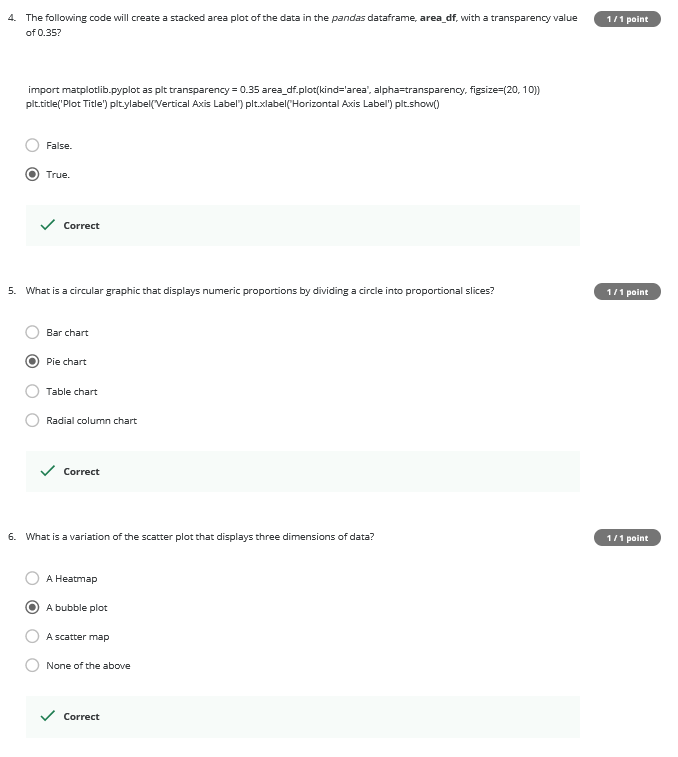 4. The following code will create a stacked area plot of the data in the pandas dataframe, area_df, with a transparency value 1 / 1 point
of 0.35?
import matplotlib.pyplot as plt transparency = 0.35 area_df.plot(kind='area', alpha=transparency, figsize=(20, 10))
plt.title('Plot Title') plt.ylabel('Vertical Axis Label') plt.xlabel('Horizontal Axis Label') plt.show()
False.
True.
Correct
5. What is a circular graphic that displays numeric proportions by dividing a circle into proportional slices? 1 / 1 point
Bar chart
Pie chart
Table chart
Radial column chart
Correct
6. What is a variation of the scatter plot that displays three dimensions of data? 1 / 1 point
A Heatmap
A bubble plot
A scatter map
None of the above
Correct